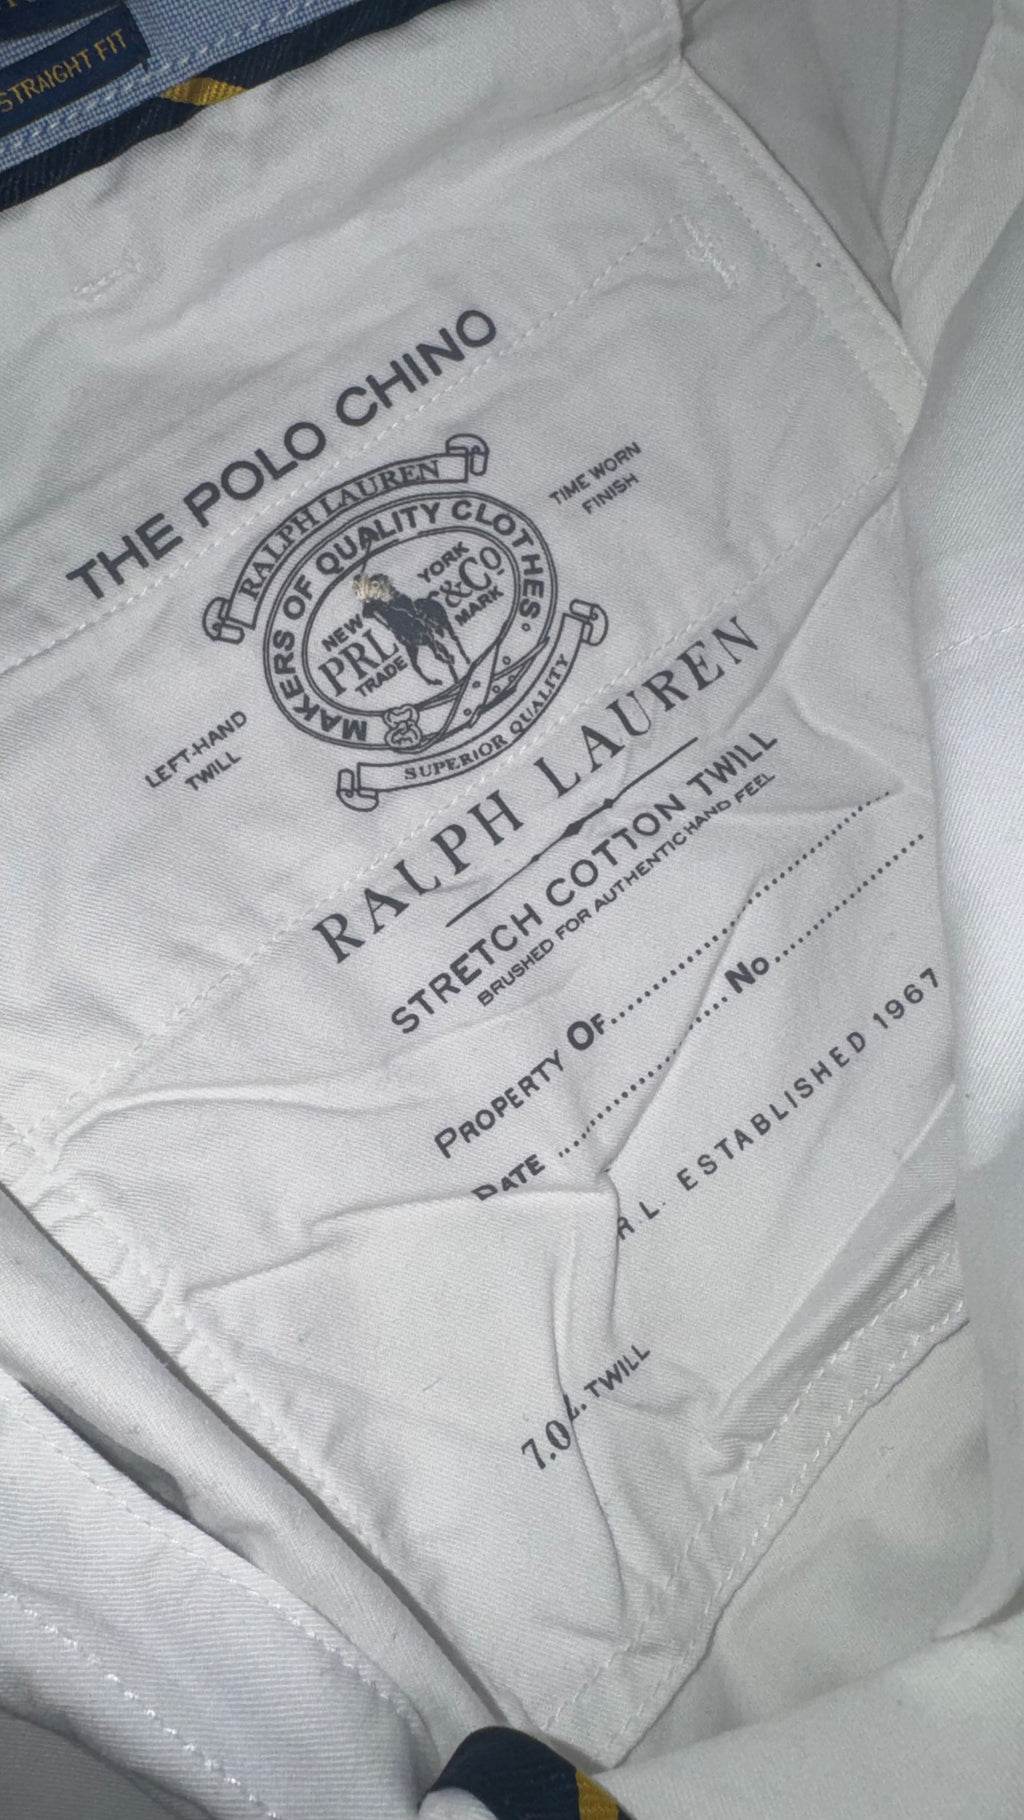 STRAIGHT FIT
THE POLO CHINO
RALPH LAUREN
MAKERS OF QUALITY CLOTHES
NEW YORK
PRL &Co
TRADE MARK
SUPERIOR QUALITY
TIME WORN
FINISH
LEFT-HAND
TWILL
RALPH LAUREN
STRETCH COTTON TWILL
BRUSHED FOR AUTHENTIC HAND FEEL
PROPERTY OF
DATE No
R.L. ESTABLISHED 1967
TWILL